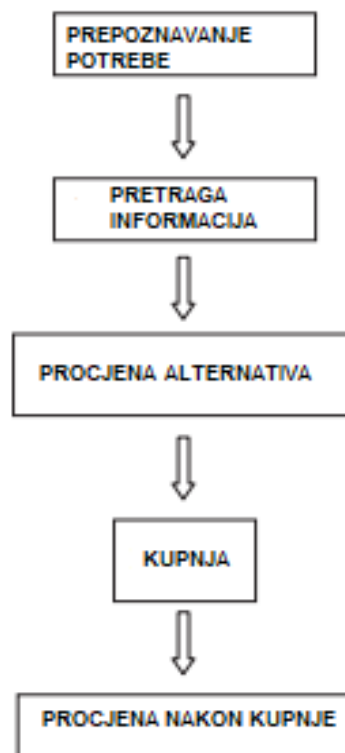 PREPOZNAVANJE
POTREBE
PRETRAGA
INFORMACIJA
PROCJENA ALTERNATIVA
KUPNJA
PROCJENA NAKON KUPNJE